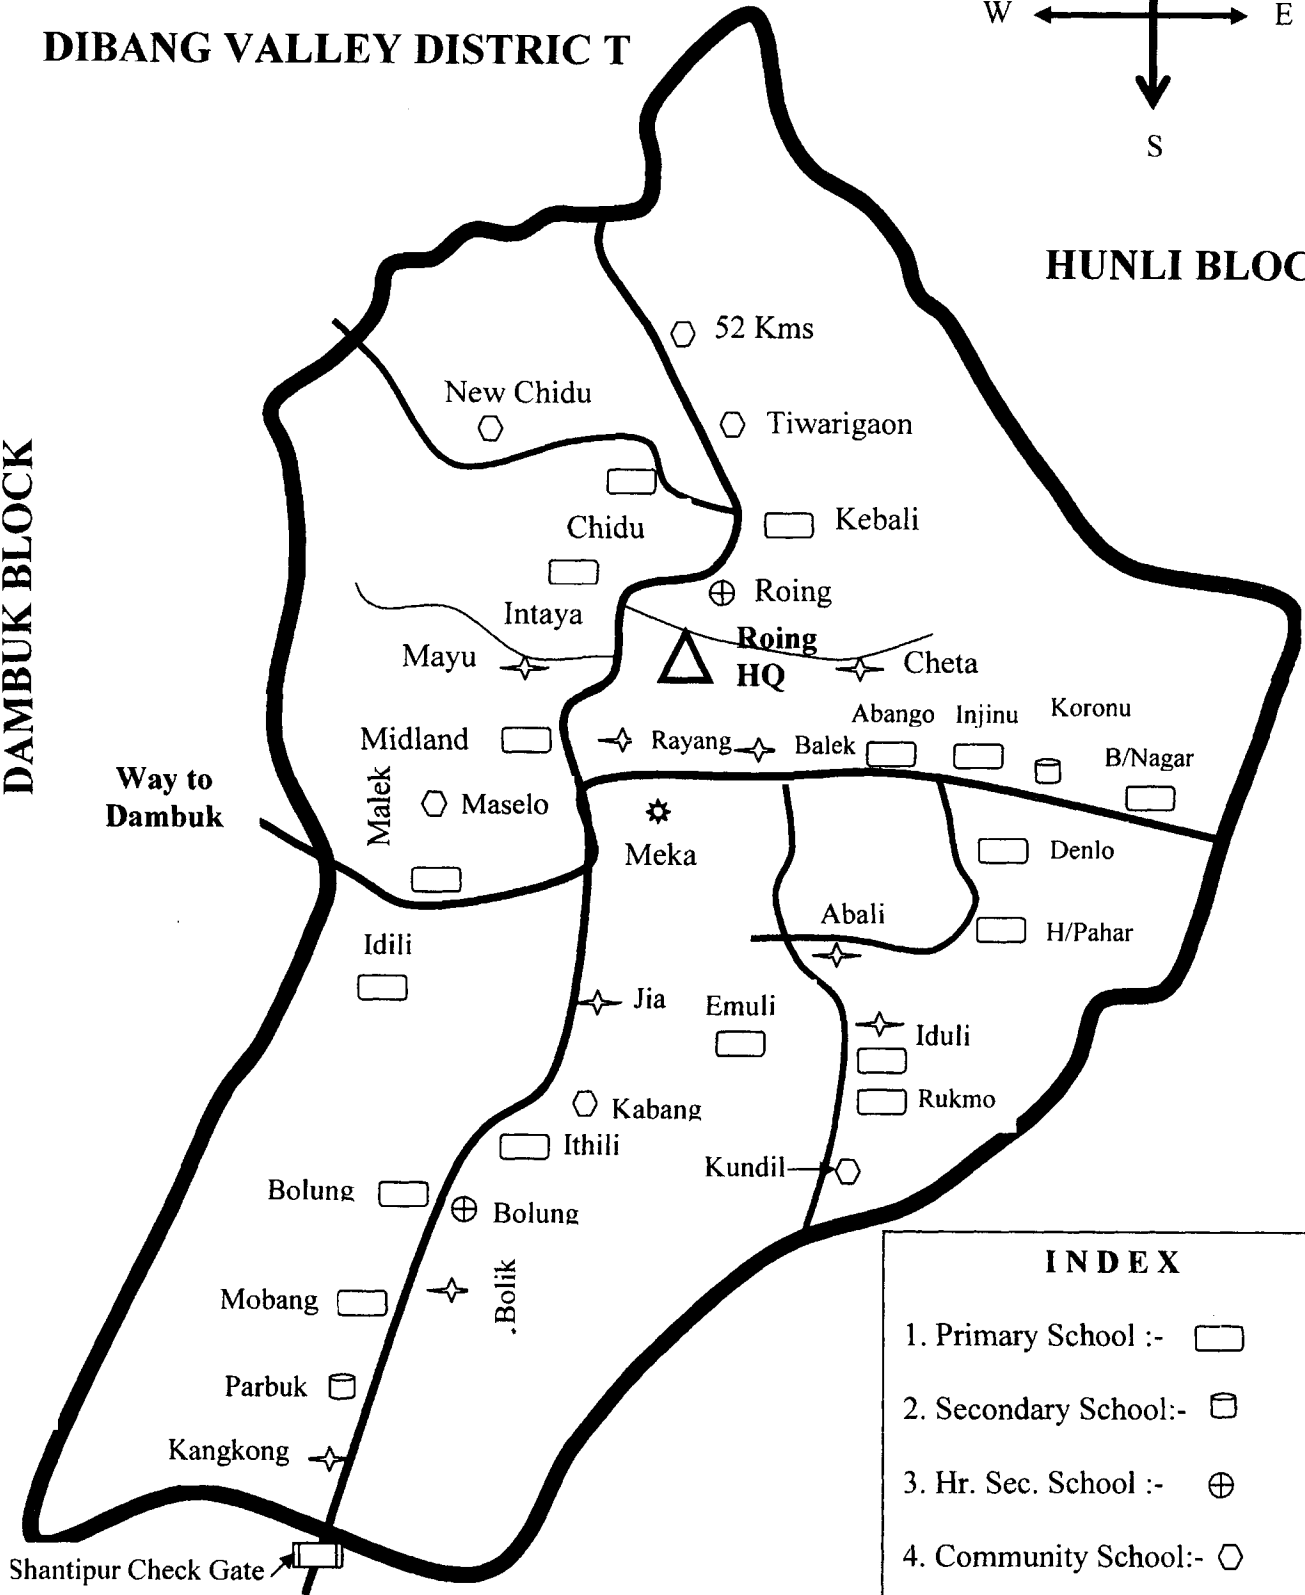 W E
DIBANG VALLEY DISTRIC T
S
HUNLI BLOC
52 Kms
New Chidu
Tiwarigaon
DAMBUK BLOCK
Kebali
Chidu
Roing
Intaya
Roing
HQ
Mayu
Cheta
Abango Injinu Koronu
Midland
Rayang
Balek
B/Nagar
Way to
Dambuk
Malek
Maselo
Meka
Denlo
Abali
H/Pahar
Idili
Jia
Emuli
Iduli
Kabang
Rukmo
Ithili
Kundil
Bolung
Bolung
Bolik
Mobang
Parbuk
Kangkong
Shantipur Check Gate
INDEX
1. Primary School :-
2. Secondary School:-
3. Hr. Sec. School :-
4. Community School:-